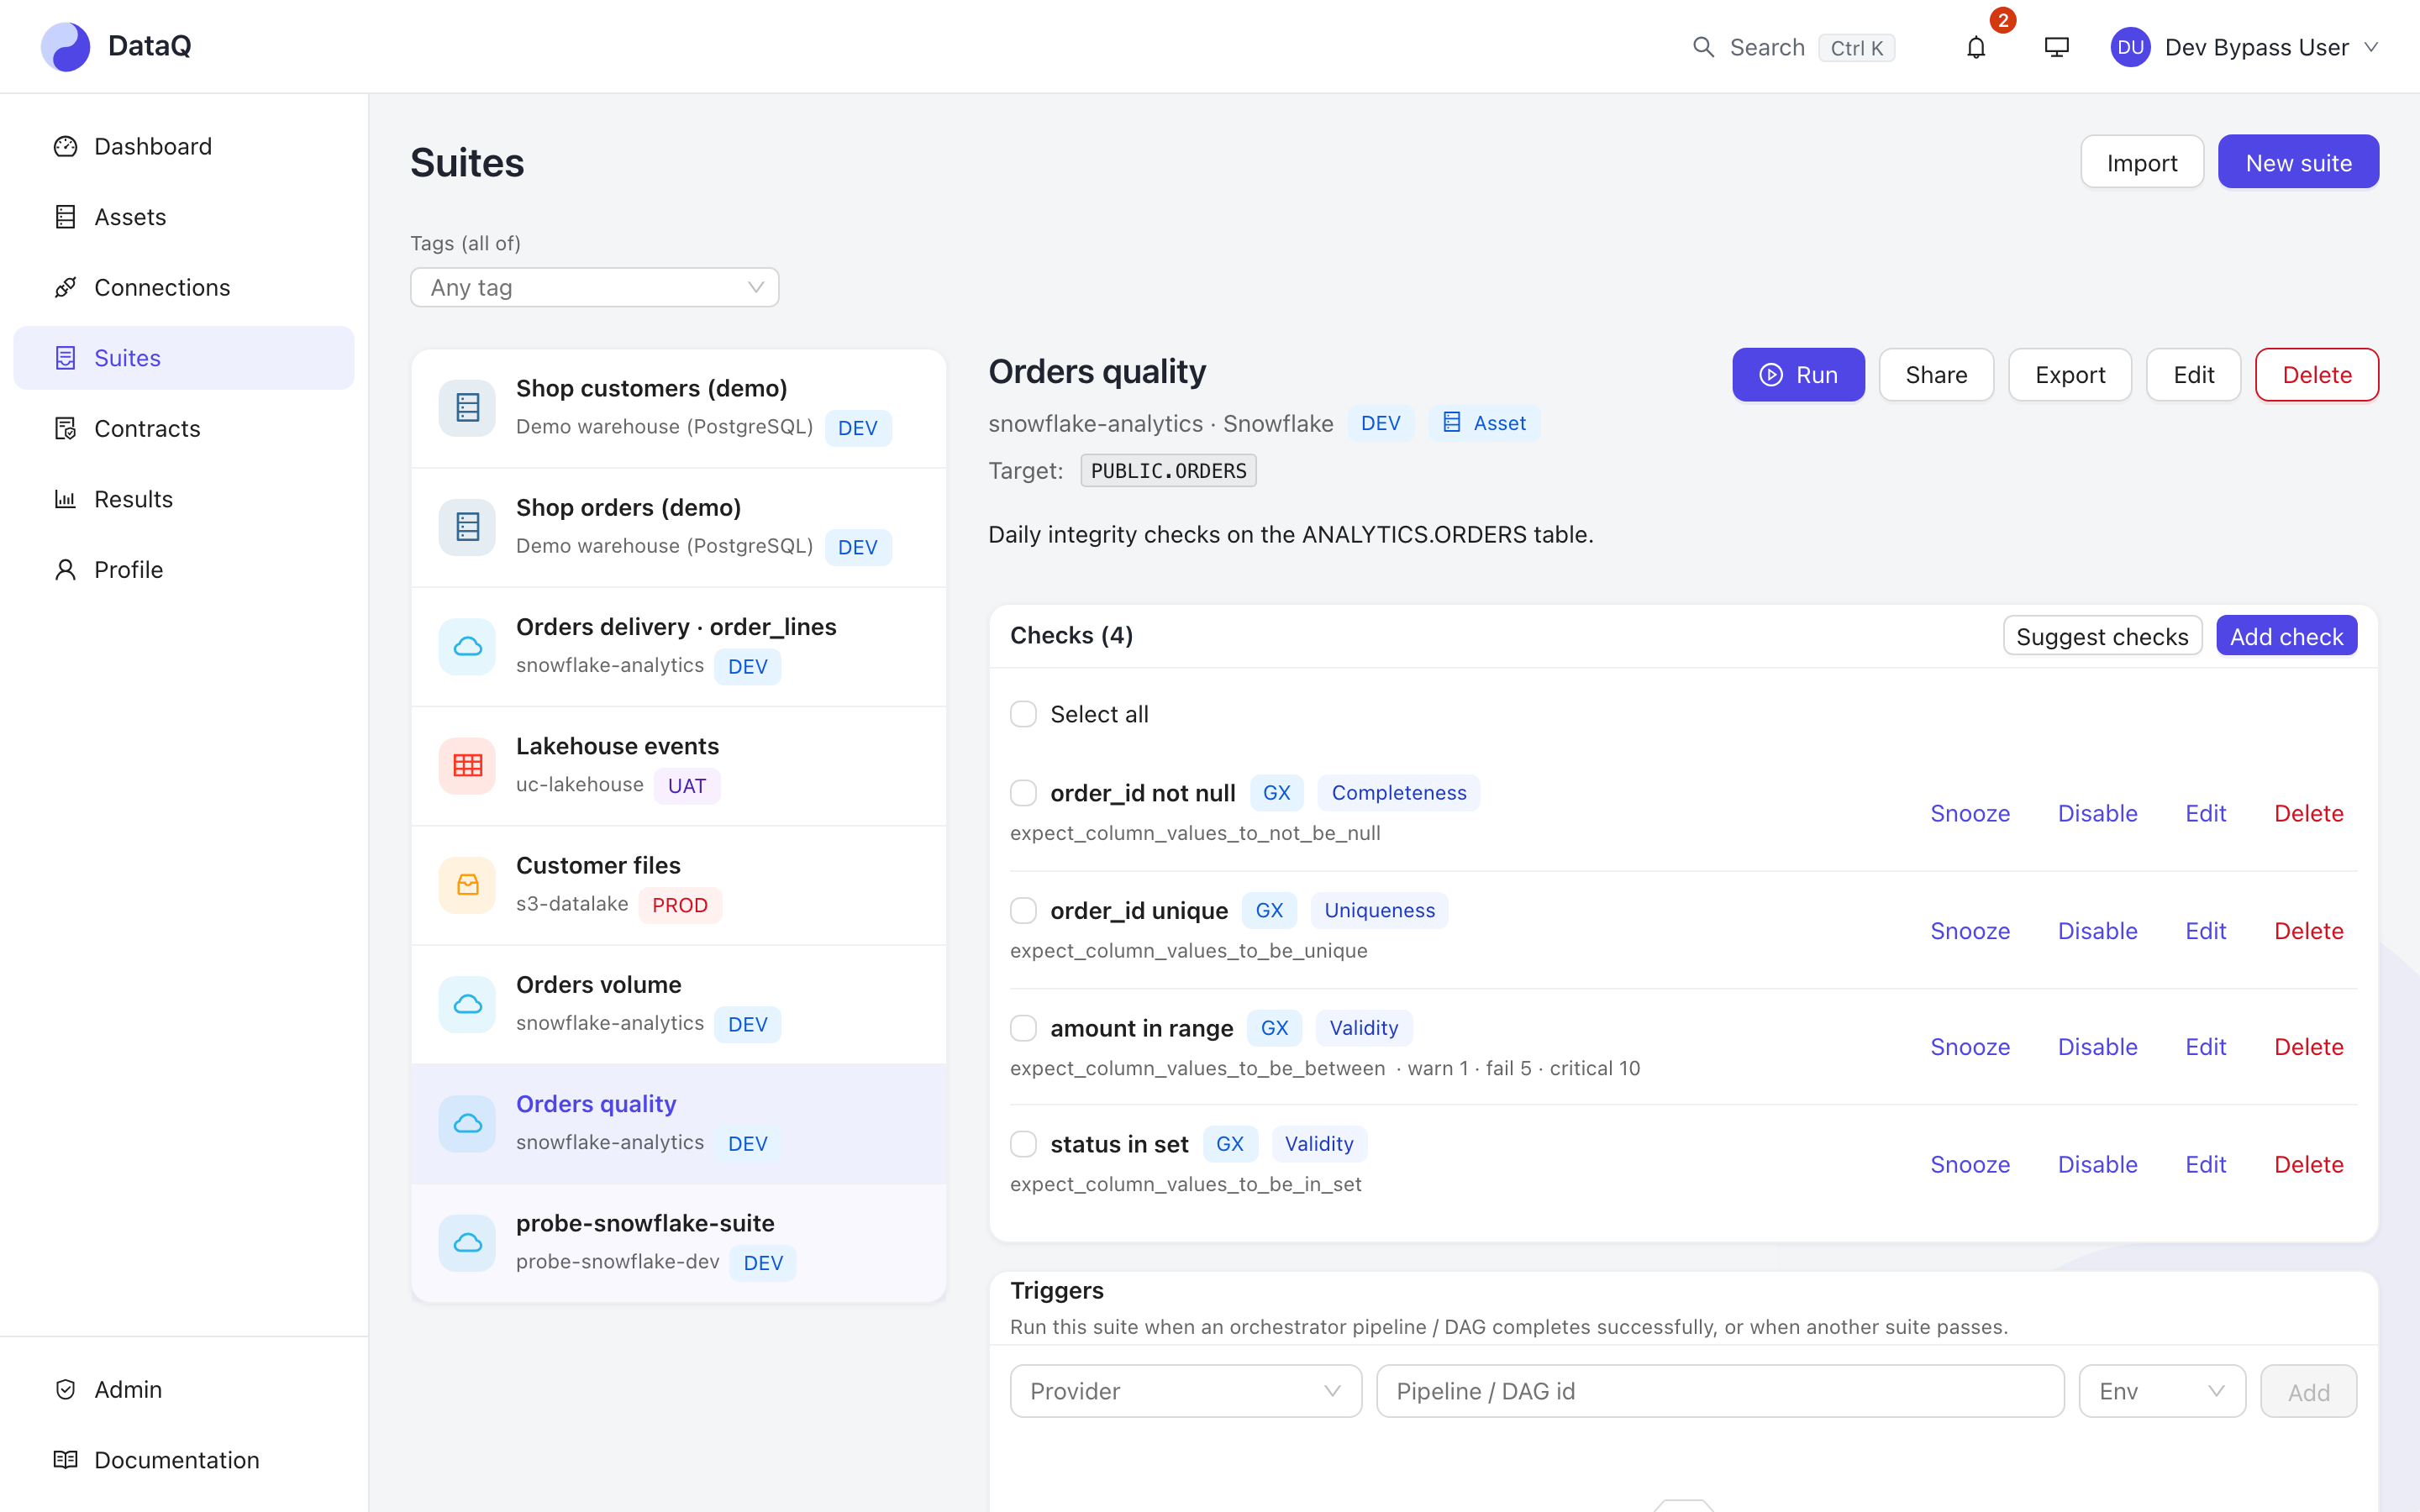 DataQ
Search Ctrl K
2
DU Dev Bypass User
Dashboard
Assets
Connections
Suites
Contracts
Results
Profile
Admin
Documentation
Suites
Import
New suite
Tags (all of)
Any tag
Shop customers (demo)
Demo warehouse (PostgreSQL) DEV
Shop orders (demo)
Demo warehouse (PostgreSQL) DEV
Orders delivery · order_lines
snowflake-analytics DEV
Lakehouse events
uc-lakehouse UAT
Customer files
s3-datalake PROD
Orders volume
snowflake-analytics DEV
Orders quality
snowflake-analytics DEV
probe-snowflake-suite
probe-snowflake-dev DEV
Orders quality
Run Share Export Edit Delete
snowflake-analytics · Snowflake DEV Asset
Target: PUBLIC.ORDERS
Daily integrity checks on the ANALYTICS.ORDERS table.
Checks (4)
Suggest checks Add check
Select all
order_id not null GX Completeness
expect_column_values_to_not_be_null
Snooze Disable Edit Delete
order_id unique GX Uniqueness
expect_column_values_to_be_unique
Snooze Disable Edit Delete
amount in range GX Validity
expect_column_values_to_be_between · warn 1 · fail 5 · critical 10
Snooze Disable Edit Delete
status in set GX Validity
expect_column_values_to_be_in_set
Snooze Disable Edit Delete
Triggers
Run this suite when an orchestrator pipeline / DAG completes successfully, or when another suite passes.
Provider Pipeline / DAG id Env Add